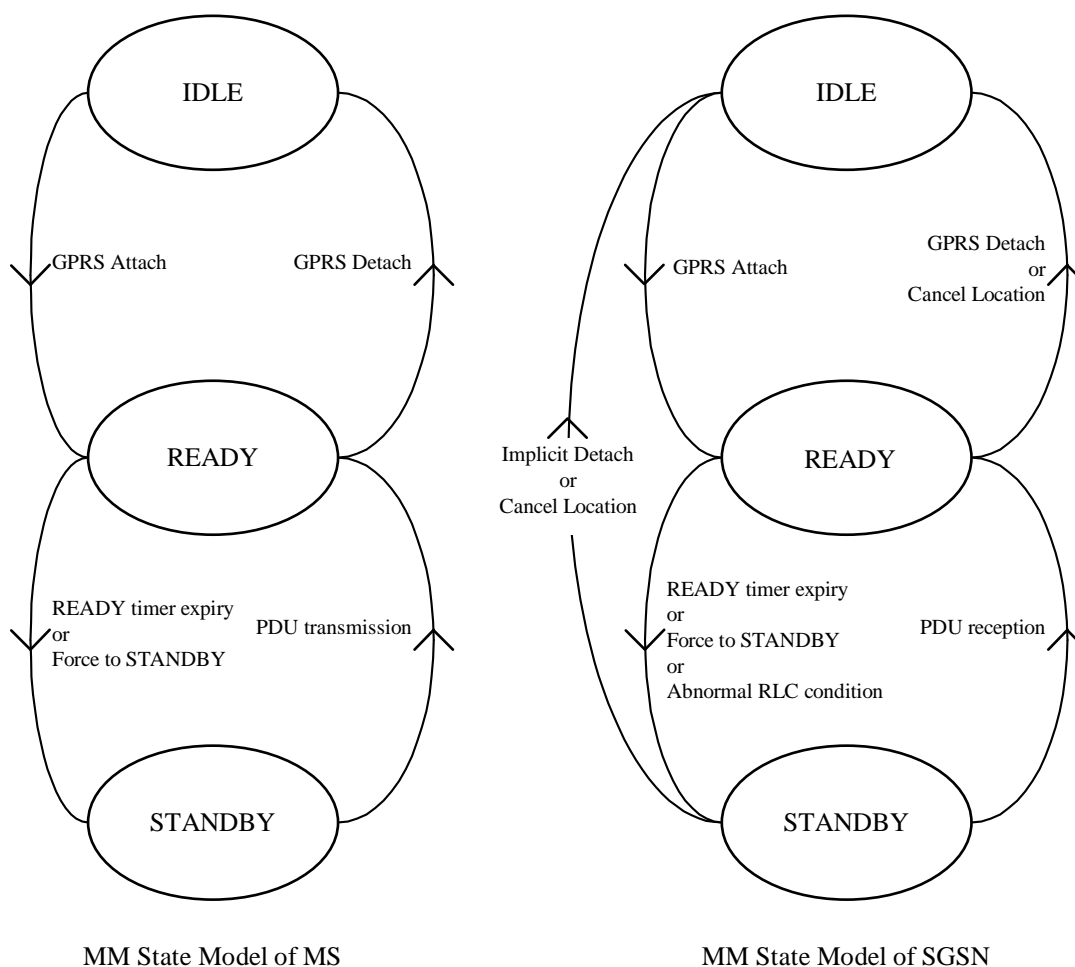 IDLE
GPRS Attach
GPRS Detach
READY
READY timer expiry
or
Force to STANDBY
PDU transmission
STANDBY
MM State Model of MS
IDLE
GPRS Attach
GPRS Detach
or
Cancel Location
Implicit Detach
or
Cancel Location
READY
READY timer expiry
or
Force to STANDBY
or
Abnormal RLC condition
PDU reception
STANDBY
MM State Model of SGSN